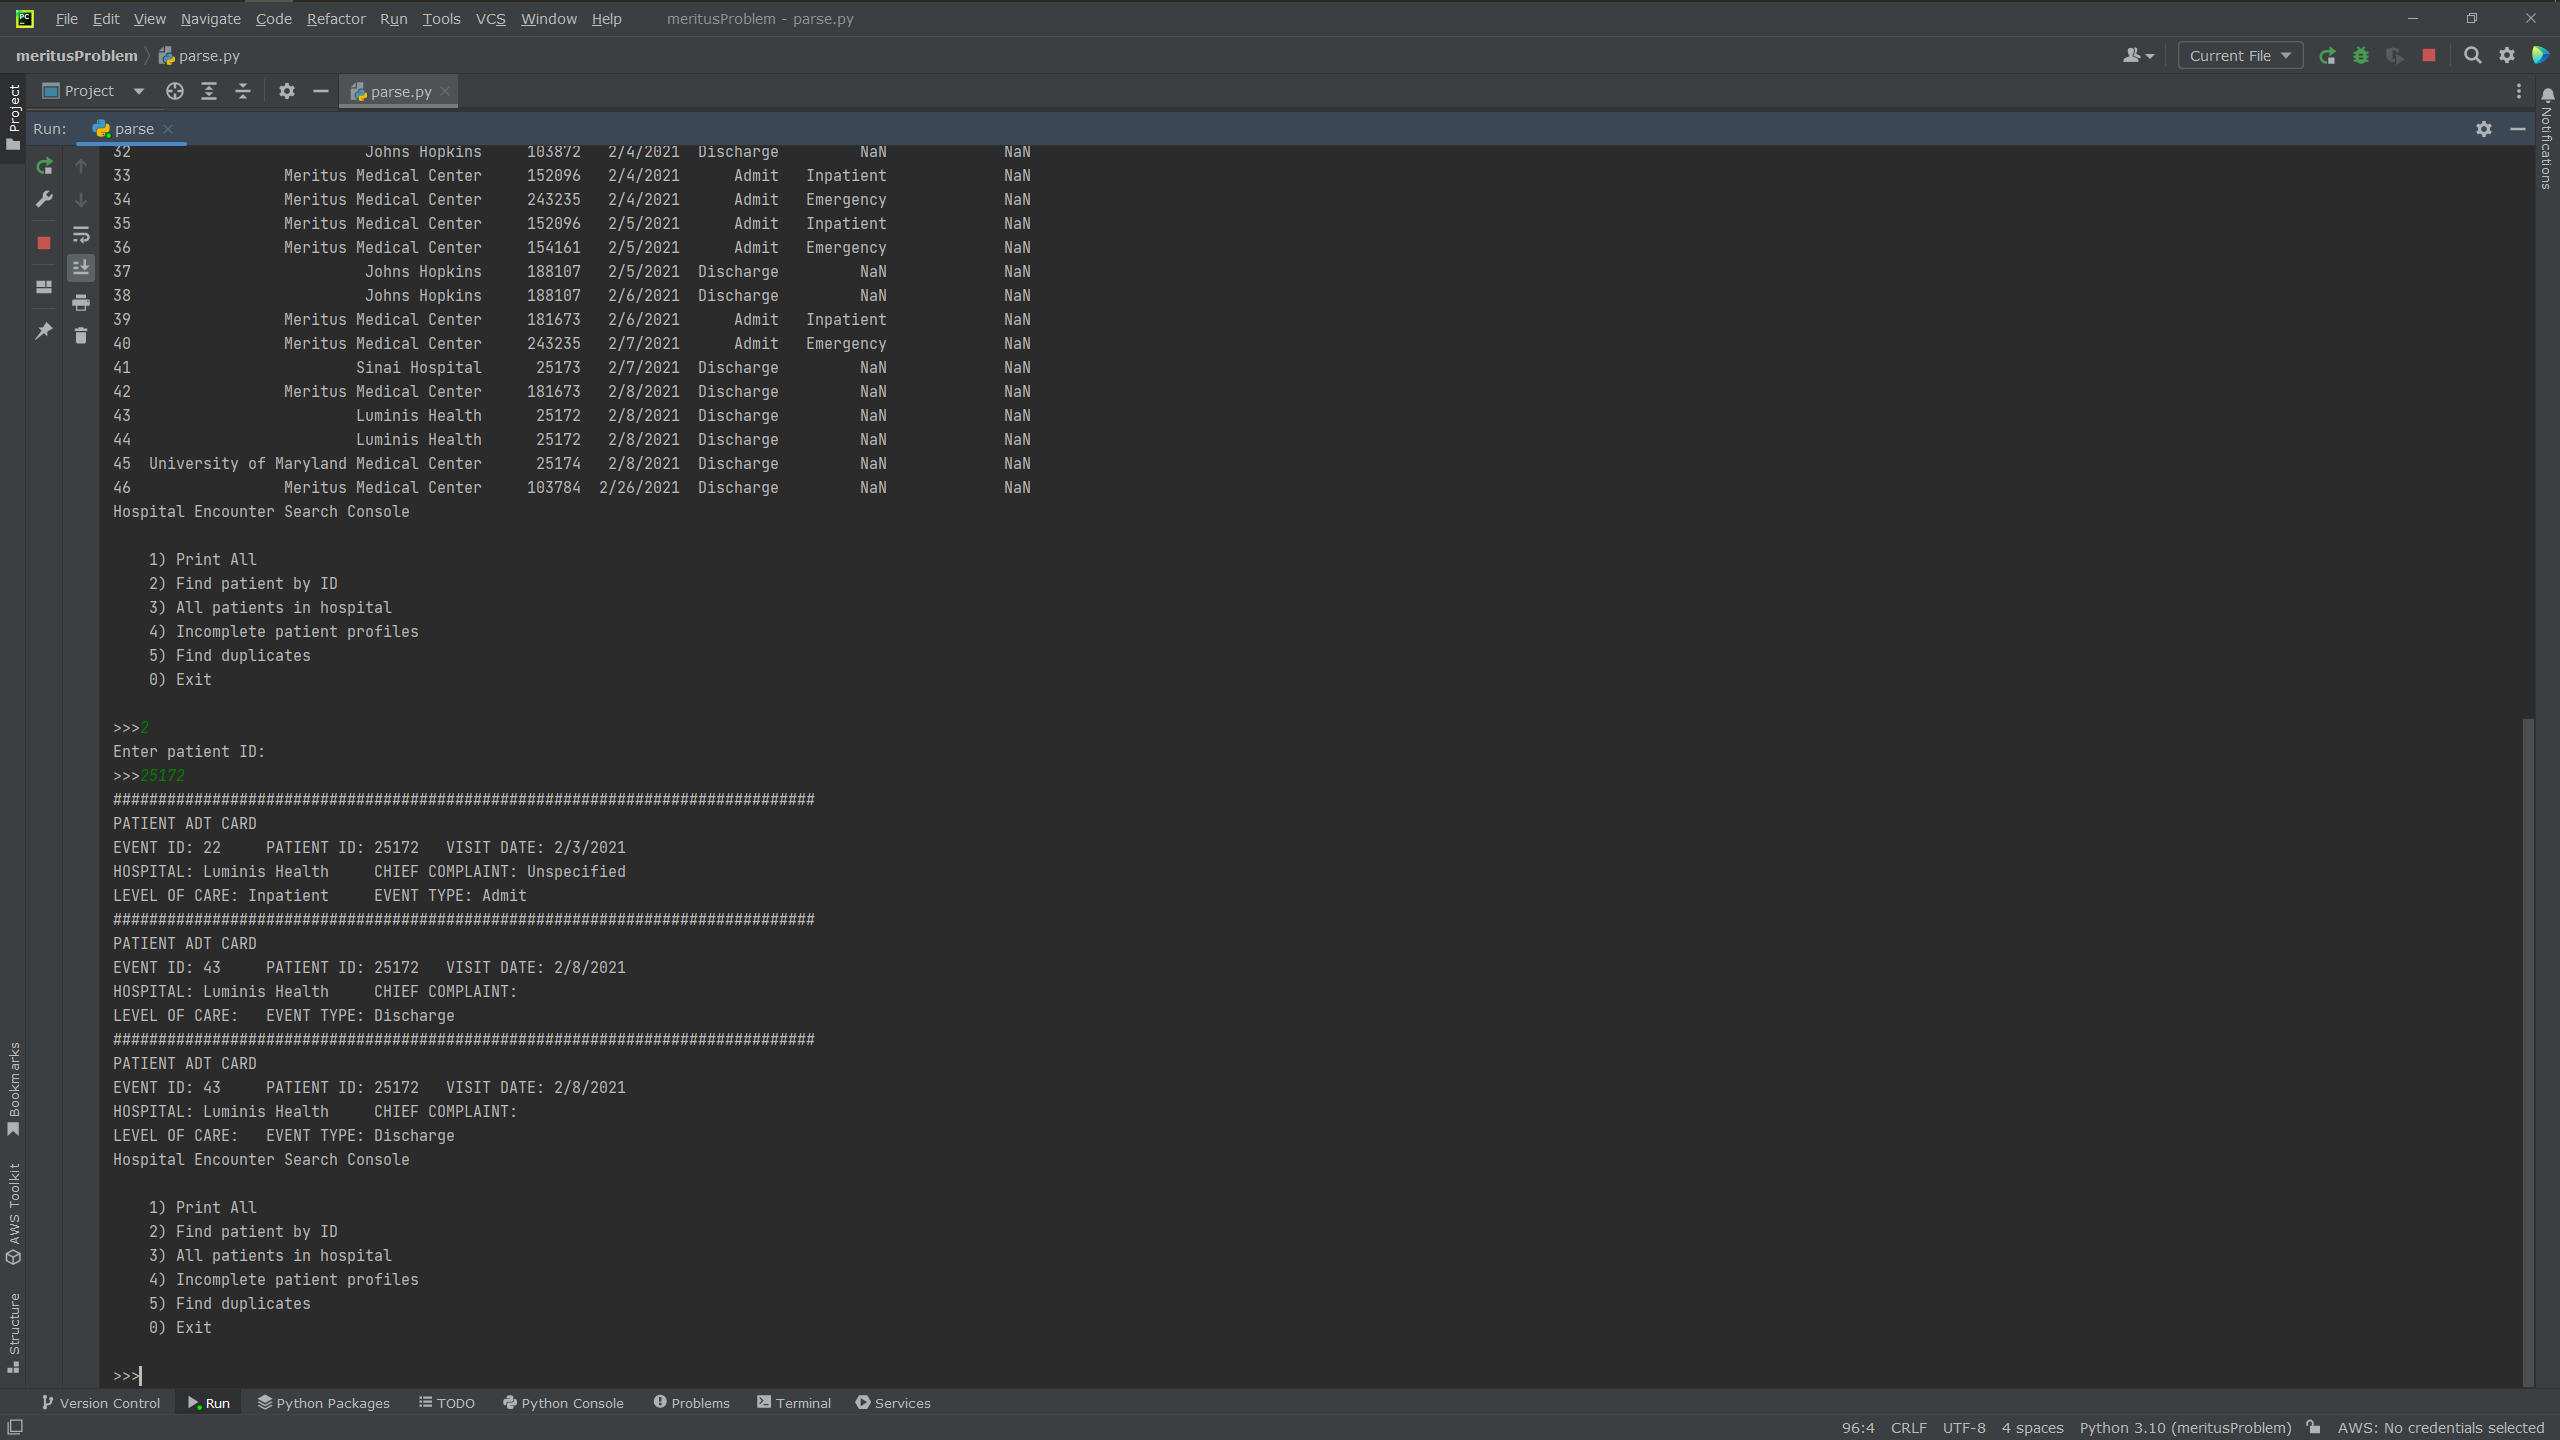 File Edit View Navigate Code Refactor Run Tools VCS Window Help meritusProblem - parse.py
meritusProblem parse.py Current File
Project parse.py
Run: parse
32 Johns Hopkins 103872 2/4/2021 Discharge NaN NaN
33 Meritus Medical Center 152096 2/4/2021 Admit Inpatient NaN
34 Meritus Medical Center 243235 2/4/2021 Admit Emergency NaN
35 Meritus Medical Center 152096 2/5/2021 Admit Inpatient NaN
36 Meritus Medical Center 154161 2/5/2021 Admit Emergency NaN
37 Johns Hopkins 188107 2/5/2021 Discharge NaN NaN
38 Johns Hopkins 188107 2/6/2021 Discharge NaN NaN
39 Meritus Medical Center 181673 2/6/2021 Admit Inpatient NaN
40 Meritus Medical Center 243235 2/7/2021 Admit Emergency NaN
41 Sinai Hospital 25173 2/7/2021 Discharge NaN NaN
42 Meritus Medical Center 181673 2/8/2021 Discharge NaN NaN
43 Luminis Health 25172 2/8/2021 Discharge NaN NaN
44 Luminis Health 25172 2/8/2021 Discharge NaN NaN
45 University of Maryland Medical Center 25174 2/8/2021 Discharge NaN NaN
46 Meritus Medical Center 103784 2/26/2021 Discharge NaN NaN
Hospital Encounter Search Console
1) Print All
2) Find patient by ID
3) All patients in hospital
4) Incomplete patient profiles
5) Find duplicates
0) Exit
>>>2
Enter patient ID:
>>>25172
##############################################################################
PATIENT ADT CARD
EVENT ID: 22 PATIENT ID: 25172 VISIT DATE: 2/3/2021
HOSPITAL: Luminis Health CHIEF COMPLAINT: Unspecified
LEVEL OF CARE: Inpatient EVENT TYPE: Admit
##############################################################################
PATIENT ADT CARD
EVENT ID: 43 PATIENT ID: 25172 VISIT DATE: 2/8/2021
HOSPITAL: Luminis Health CHIEF COMPLAINT:
LEVEL OF CARE: EVENT TYPE: Discharge
##############################################################################
PATIENT ADT CARD
EVENT ID: 43 PATIENT ID: 25172 VISIT DATE: 2/8/2021
HOSPITAL: Luminis Health CHIEF COMPLAINT:
LEVEL OF CARE: EVENT TYPE: Discharge
Hospital Encounter Search Console
1) Print All
2) Find patient by ID
3) All patients in hospital
4) Incomplete patient profiles
5) Find duplicates
0) Exit
>>>
Project
Bookmarks
AWS Toolkit
Structure
Notifications
Version Control Run Python Packages TODO Python Console Problems Terminal Services
96:4 CRLF UTF-8 4 spaces Python 3.10 (meritusProblem) AWS: No credentials selected